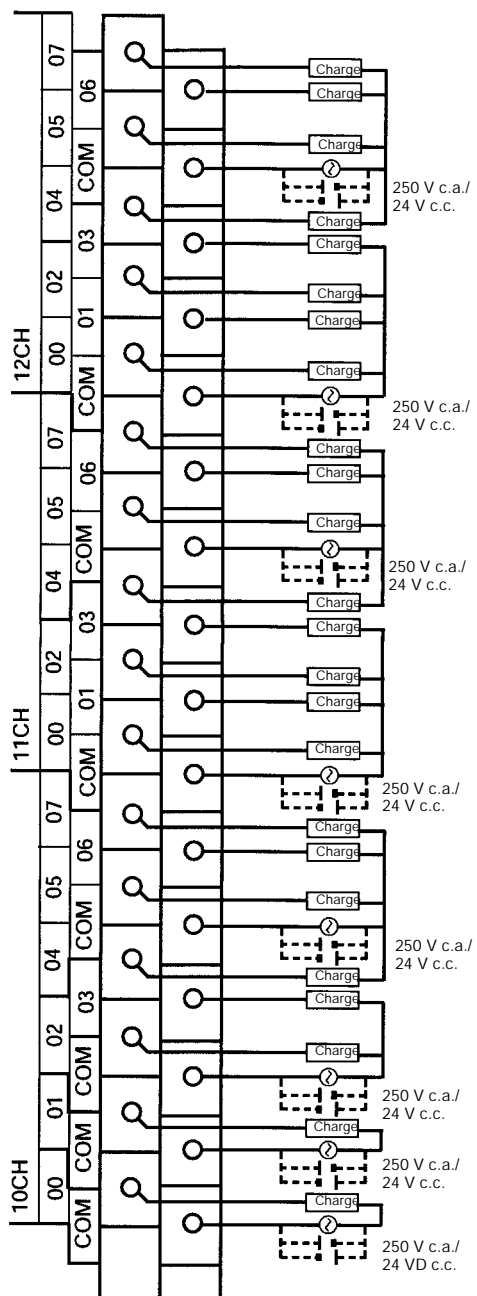 10CH 11CH 12CH
00 01 02 04 05 07 00 02 04 05 07 00 02 04 05 07
COM COM COM 03 COM 06 COM 01 03 COM 06 COM 01 03 COM 06
Charge
Charge
Charge
250 V c.a./
24 V c.c.
Charge
Charge
Charge
Charge
Charge
250 V c.a./
24 V c.c.
Charge
Charge
Charge
250 V c.a./
24 V c.c.
Charge
Charge
Charge
Charge
Charge
250 V c.a./
24 V c.c.
Charge
Charge
Charge
250 V c.a./
24 V c.c.
Charge
Charge
Charge
250 V c.a./
24 V c.c.
Charge
250 V c.a./
24 V c.c.
Charge
250 V c.a./
24 VD c.c.